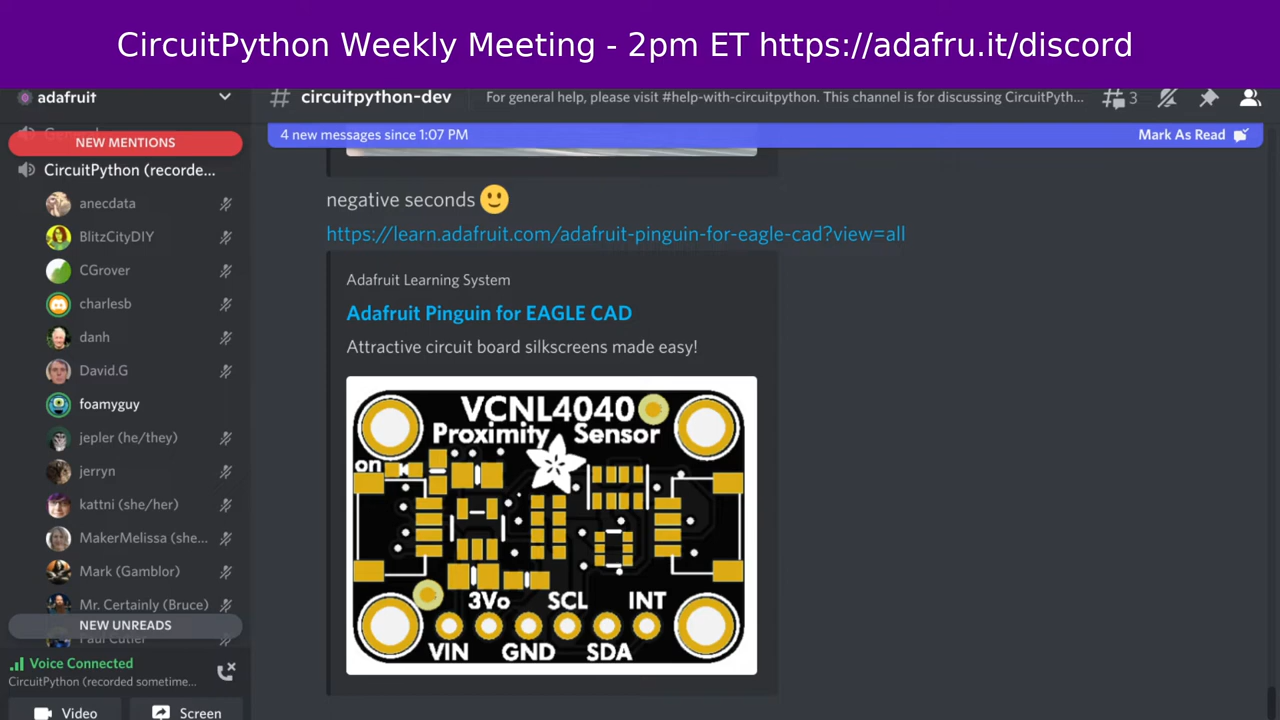 CircuitPython Weekly Meeting - 2pm ET https://adafru.it/discord
adafruit
# circuitpython-dev
For general help, please visit #help-with-circuitpython. This channel is for discussing CircuitPyth...
3
General
NEW MENTIONS
4 new messages since 1:07 PM
Mark As Read
CircuitPython (recorde...
anecdata
BlitzCityDIY
CGrover
charlesb
danh
David.G
foamyguy
jepler (he/they)
jerryn
kattni (she/her)
MakerMelissa (she...
Mark (Gamblor)
Mr. Certainly (Bruce)
NEW UNREADS
Paul Cutler
Voice Connected
CircuitPython (recorded sometime...
Video
Screen
negative seconds
https://learn.adafruit.com/adafruit-pinguin-for-eagle-cad?view=all
Adafruit Learning System
Adafruit Pinguin for EAGLE CAD
Attractive circuit board silkscreens made easy!
VCNL4040
Proximity Sensor
on
3Vo SCL INT
VIN GND SDA